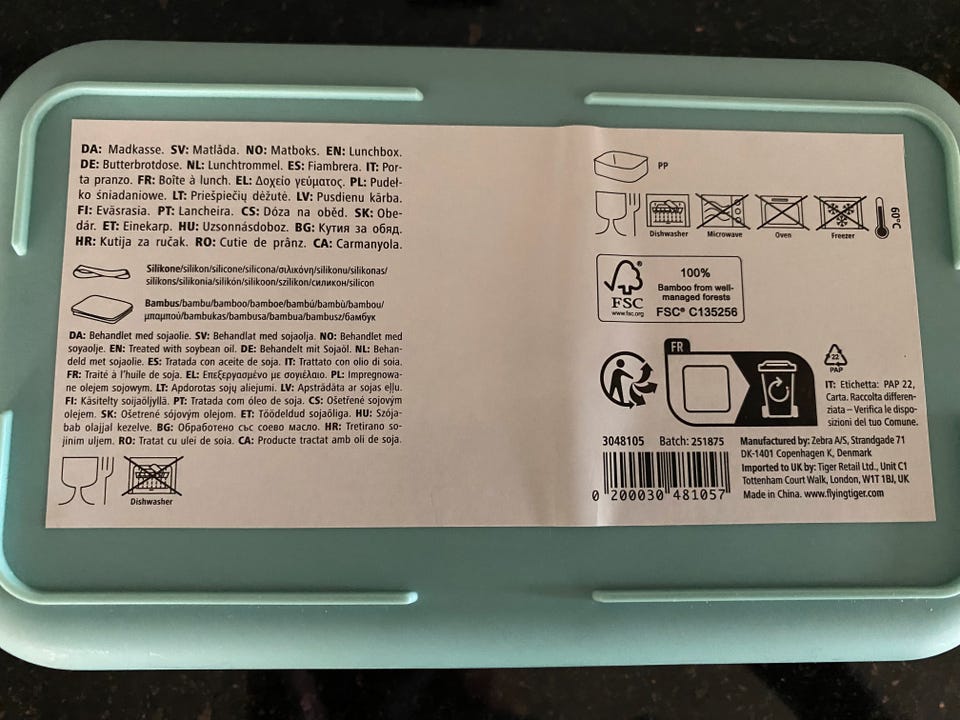 DA: Madkasse. SV: Matlåda. NO: Matboks. EN: Lunchbox.
DE: Butterbrotdose. NL: Lunchtrommel. ES: Fiambrera. IT: Por-
ta pranzo. FR: Boîte à lunch. EL: Δοχείο γεύματος. PL: Pudeł-
ko śniadaniowe. LT: Priešpiečių dėžutė. LV: Pusdienu kārba.
FI: Eväsrasia. PT: Lancheira. CS: Dóza na oběd. SK: Obe-
dár. ET: Einekarp. HU: Uzsonnásdoboz. BG: Кутия за обяд.
HR: Kutija za ručak. RO: Cutie de prânz. CA: Carmanyola.
Silikone/silikon/silicone/silicona/σιλικόνη/silikonu/silikonas/
silikons/silikonia/silikón/silikoon/szilikon/силикон/silicon
Bambus/bambu/bamboo/bamboe/bambú/bambù/bambou/
μπαμπού/bambukas/bambusa/bambua/bambusz/бамбук
DA: Behandlet med sojaolie. SV: Behandlat med sojaolja. NO: Behandlet med
soyaolje. EN: Treated with soybean oil. DE: Behandelt mit Sojaöl. NL: Behan-
deld met sojaolie. ES: Tratada con aceite de soja. IT: Trattato con olio di soia.
FR: Traité à l'huile de soja. EL: Επεξεργασμένο με σογιέλαιο. PL: Impregnowa-
ne olejem sojowym. LT: Apdorotas sojų aliejumi. LV: Apstrādāta ar sojas eļļu.
FI: Käsitelty soijaöljyllä. PT: Tratada com óleo de soja. CS: Ošetřené sójovým
olejem. SK: Ošetrené sójovým olejom. ET: Töödeldud sojaõliga. HU: Szója-
bab olajjal kezelve. BG: Обработено със соево масло. HR: Tretirano so-
jinim uljem. RO: Tratat cu ulei de soia. CA: Producte tractat amb oli de soja.
Dishwasher
PP
Dishwasher Microwave Oven Freezer 60°C
FSC
www.fsc.org
100%
Bamboo from well-
managed forests
FSC® C135256
FR
22
PAP
IT: Etichetta: PAP 22,
Carta. Raccolta differen-
ziata – Verifica le dispo-
sizioni del tuo Comune.
3048105 Batch: 251875
0 200030 481057
Manufactured by: Zebra A/S, Strandgade 71
DK-1401 Copenhagen K, Denmark
Imported to UK by: Tiger Retail Ltd., Unit C1
Tottenham Court Walk, London, W1T 1BJ, UK
Made in China. www.flyingtiger.com